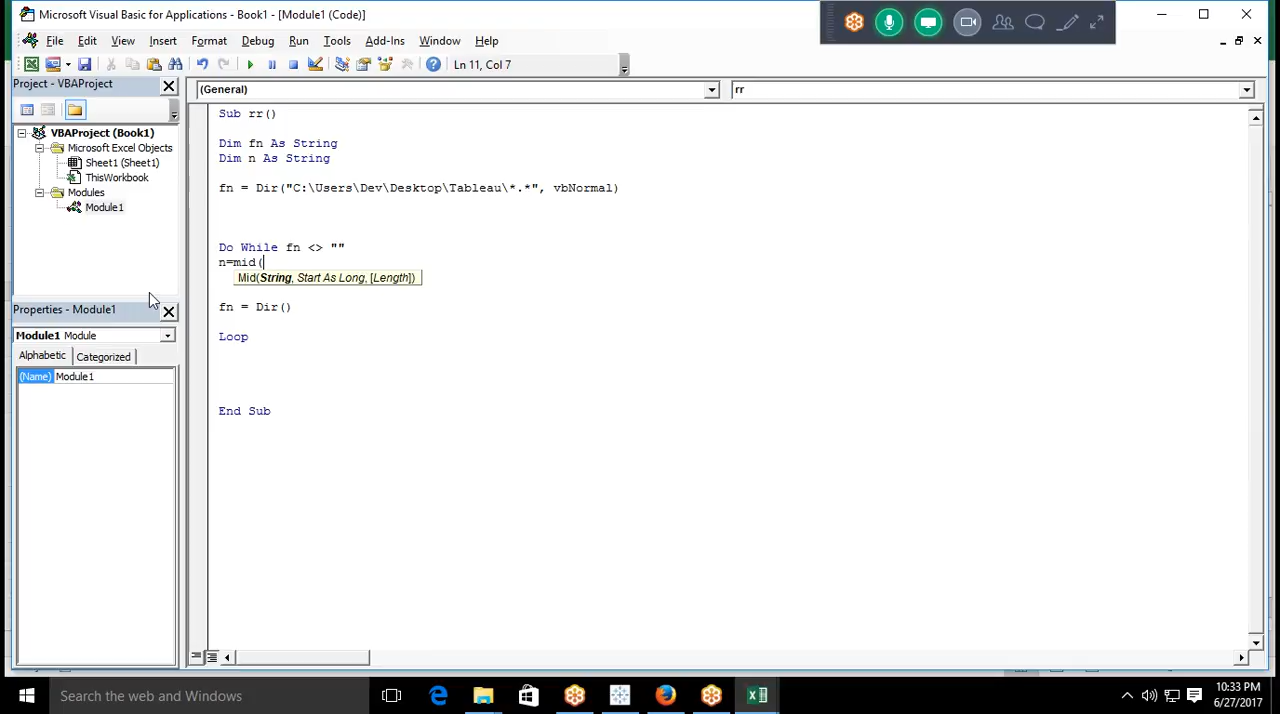 Microsoft Visual Basic for Applications - Book1 - [Module1 (Code)]
File Edit View Insert Format Debug Run Tools Add-Ins Window Help
Ln 11, Col 7
Project - VBAProject
(General)
rr
VBAProject (Book1)
Microsoft Excel Objects
Sheet1 (Sheet1)
ThisWorkbook
Modules
Module1
Properties - Module1
Module1 Module
Alphabetic Categorized
(Name) Module1
Sub rr()
Dim fn As String
Dim n As String
fn = Dir("C:\Users\Dev\Desktop\Tableau\*.*", vbNormal)
Do While fn <> ""
n=mid(
Mid(String, Start As Long, [Length])
fn = Dir()
Loop
End Sub
Search the web and Windows
10:33 PM
6/27/2017